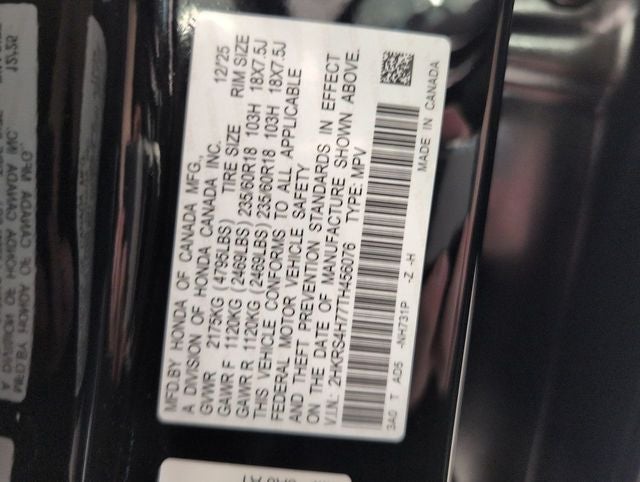 MFD.BY HONDA OF CANADA MFG.,
A DIVISION OF HONDA CANADA INC. 12/25
TIRE SIZE RIM SIZE
GVWR 2175KG (4795LBS)
GAWR F 1120KG (2469LBS) 235/60R18 103H 18X7.5J
GAWR R 1120KG (2469LBS) 235/60R18 103H 18X7.5J
THIS VEHICLE CONFORMS TO ALL APPLICABLE
FEDERAL MOTOR VEHICLE SAFETY
AND THEFT PREVENTION STANDARDS IN EFFECT
ON THE DATE OF MANUFACTURE SHOWN ABOVE.
V.I.N.: 2HKRS4H77TH456076 TYPE: MPV
3A0 T AD5 -NH731P -Z -H
MADE IN CANADA